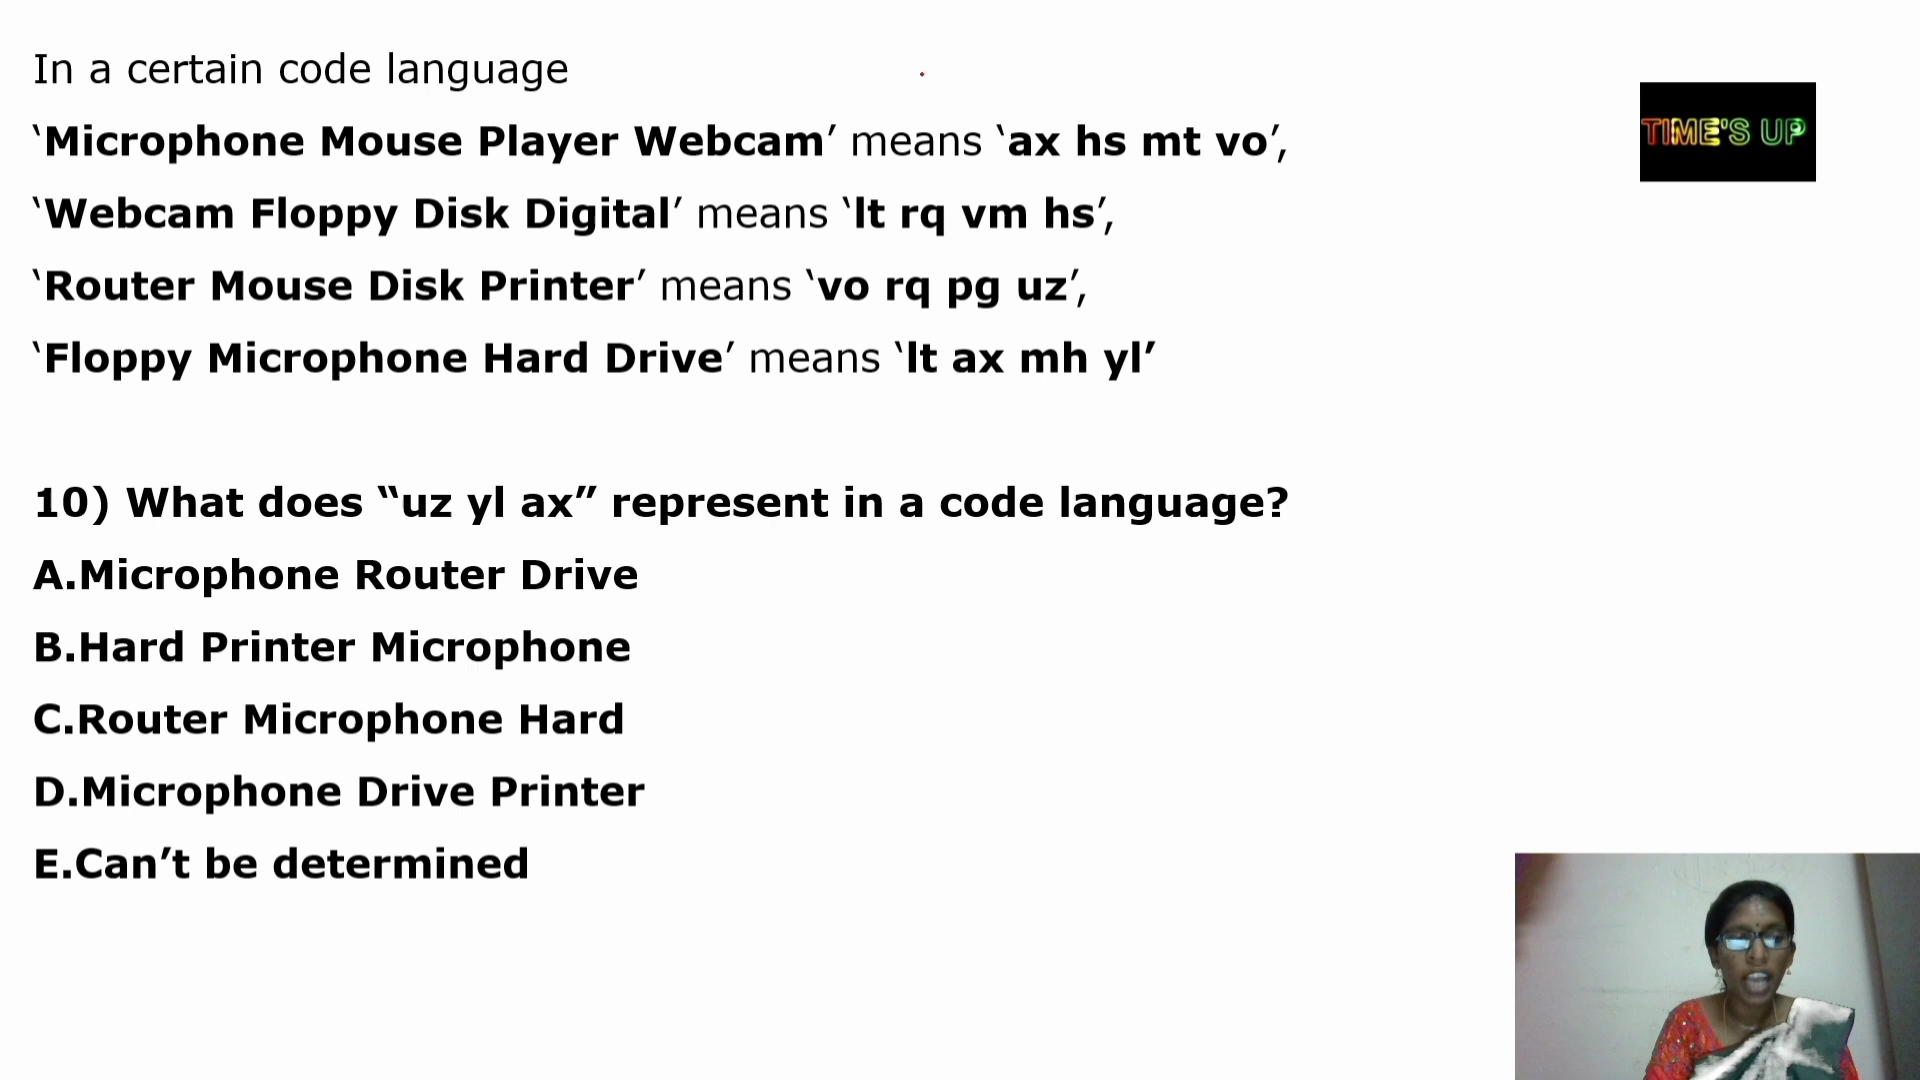 In a certain code language
‘Microphone Mouse Player Webcam’ means ‘ax hs mt vo’,
TIME'S UP
‘Webcam Floppy Disk Digital’ means ‘lt rq vm hs’,
‘Router Mouse Disk Printer’ means ‘vo rq pg uz’,
‘Floppy Microphone Hard Drive’ means ‘lt ax mh yl’
10) What does “uz yl ax” represent in a code language?
A.Microphone Router Drive
B.Hard Printer Microphone
C.Router Microphone Hard
D.Microphone Drive Printer
E.Can’t be determined